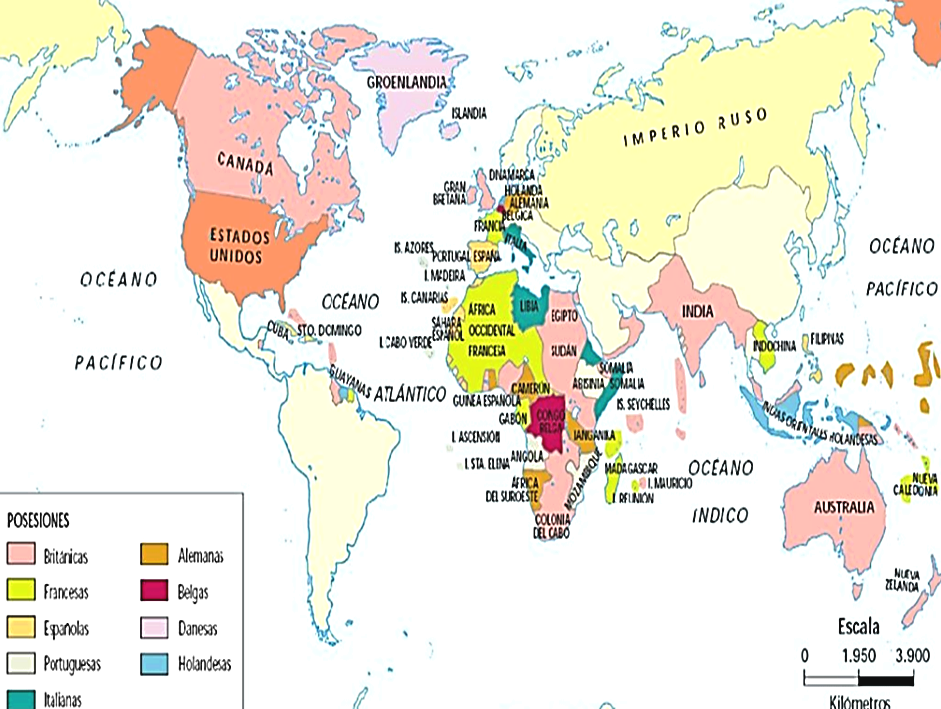 GROENLANDIA
ISLANDIA
IMPERIO RUSO
CANADÁ
DINAMARCA
GRAN
BRETAÑA
HOLANDA
ALEMANIA
BELGICA
FRANCIA
ITALIA
ESTADOS
UNIDOS
IS. AZORES
PORTUGAL ESPAÑA
I. MADEIRA
OCÉANO
PACÍFICO
OCÉANO
ATLÁNTICO
OCÉANO
PACÍFICO
IS. CANARIAS
SAHARA
ESPAÑOL
ÁFRICA
OCCIDENTAL
FRANCESA
LIBIA
EGIPTO
INDIA
CUBA
STO. DOMINGO
I. CABO VERDE
SUDÁN
INDOCHINA
FILIPINAS
GUAYANAS
SOMALIA
ABISINIA
SOMALIA
CAMERÚN
GUINEA ESPAÑOLA
IS. SEYCHELLES
GABÓN
CONGO
BELGA
INDIAS ORIENTALES HOLANDESAS
I. ASCENSIÓN
TANGANIKA
ANGOLA
I. STA. ELENA
MOZAMBIQUE
MADAGASCAR
OCÉANO
ÍNDICO
ÁFRICA
DEL SUROESTE
I. MAURICIO
I. REUNIÓN
NUEVA
CALEDONIA
COLONIA
DEL CABO
AUSTRALIA
NUEVA
ZELANDA
POSESIONES
Británicas
Alemanas
Francesas
Belgas
Españolas
Danesas
Portuguesas
Holandesas
Italianas
Escala
0 1.950 3.900
Kilómetros